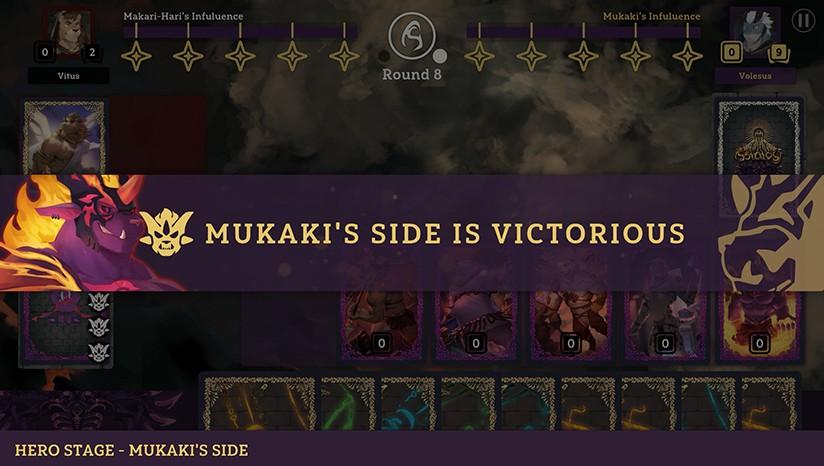 Makari-Hari's Infuluence
Mukaki's Infuluence
0
2
0
9
Round 8
Vitus
Volesus
MUKAKI'S SIDE IS VICTORIOUS
0
0
0
0
0
HERO STAGE - MUKAKI'S SIDE